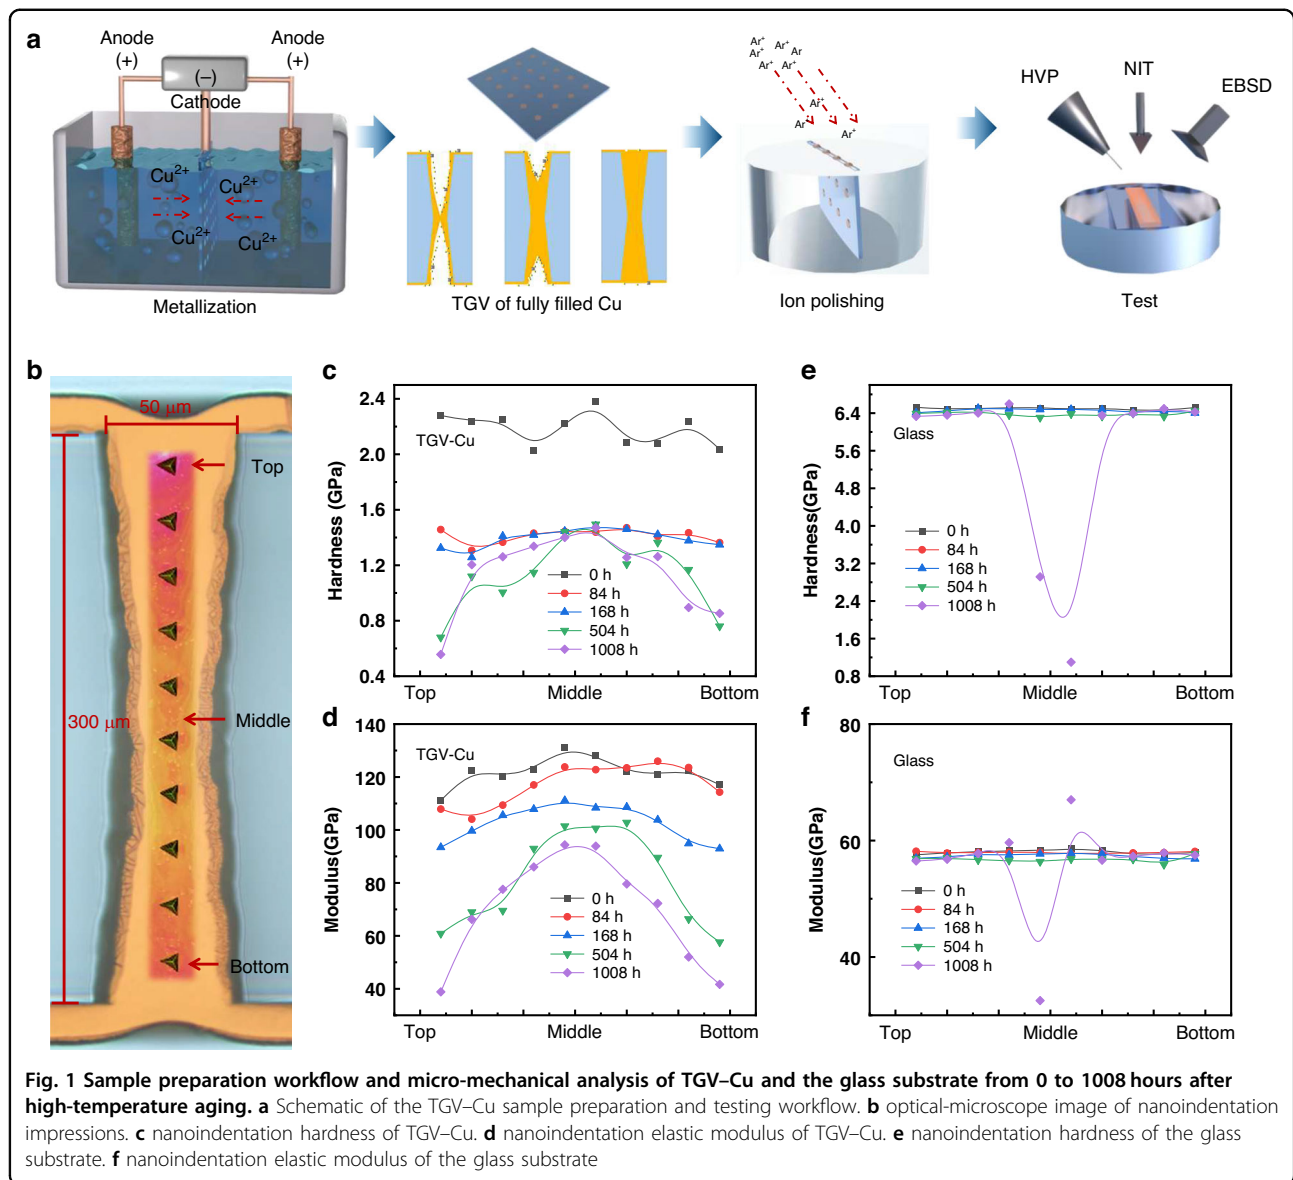 a
Anode
(+)
(–)
Cathode
Anode
(+)
Cu2+
Cu2+
Cu2+
Cu2+
Metallization
TGV of fully filled Cu
Ar+
Ar+
Ar+
Ar
Ar+
Ar+
Ar+
Ar+
Ar+
Ion polishing
HVP
NIT
EBSD
Test
b
50 μm
300 μm
Top
Middle
Bottom
c
Hardness (GPa)
2.4
2.0
1.6
1.2
0.8
0.4
TGV-Cu
0 h
84 h
168 h
504 h
1008 h
Top
Middle
Bottom
d
Modulus(GPa)
140
120
100
80
60
40
TGV-Cu
0 h
84 h
168 h
504 h
1008 h
Top
Middle
Bottom
e
Hardness(GPa)
6.4
5.6
4.8
4.0
3.2
2.4
1.6
0.8
Glass
0 h
84 h
168 h
504 h
1008 h
Top
Middle
Bottom
f
Modulus(GPa)
80
60
40
Glass
0 h
84 h
168 h
504 h
1008 h
Top
Middle
Bottom
Fig. 1 Sample preparation workflow and micro-mechanical analysis of TGV–Cu and the glass substrate from 0 to 1008 hours after
high-temperature aging. a Schematic of the TGV–Cu sample preparation and testing workflow. b optical-microscope image of nanoindentation
impressions. c nanoindentation hardness of TGV–Cu. d nanoindentation elastic modulus of TGV–Cu. e nanoindentation hardness of the glass
substrate. f nanoindentation elastic modulus of the glass substrate